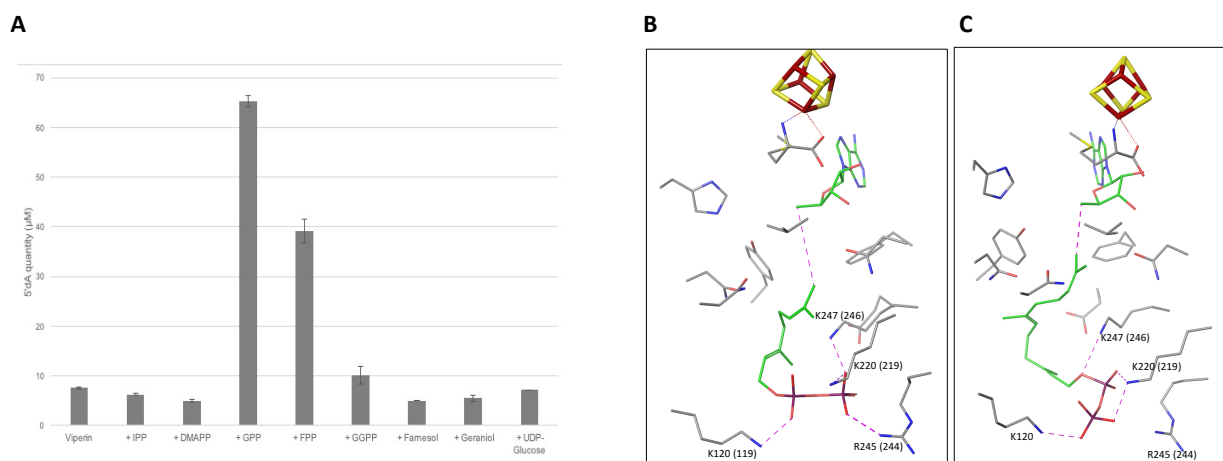 A
B
C
5'dA quantity (µM)
70
60
50
40
30
20
10
0
Viperin
+ IPP
+ DMAPP
+ GPP
+ FPP
+ GGPP
+ Farnesol
+ Geraniol
+ UDP-
Glucose
K247 (246)
K220 (219)
K120 (119)
R245 (244)
K247 (246)
K220 (219)
K120
R245 (244)